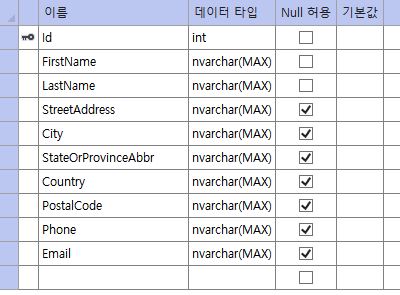 이름 데이터 타입 Null 허용 기본값
Id int
FirstName nvarchar(MAX)
LastName nvarchar(MAX)
StreetAddress nvarchar(MAX)
City nvarchar(MAX)
StateOrProvinceAbbr nvarchar(MAX)
Country nvarchar(MAX)
PostalCode nvarchar(MAX)
Phone nvarchar(MAX)
Email nvarchar(MAX)